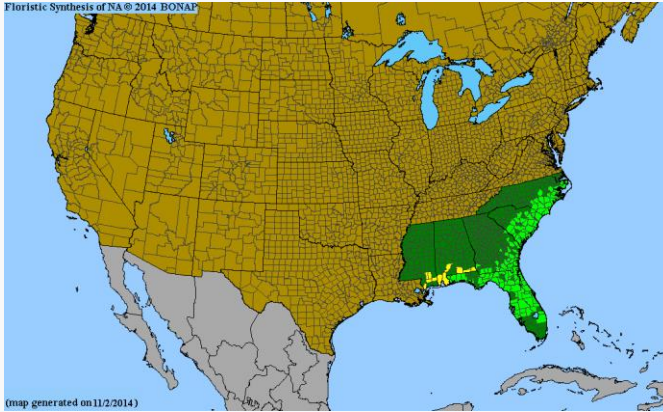 Floristic Synthesis of NA © 2014 BONAP
(map generated on 11/2/2014 )